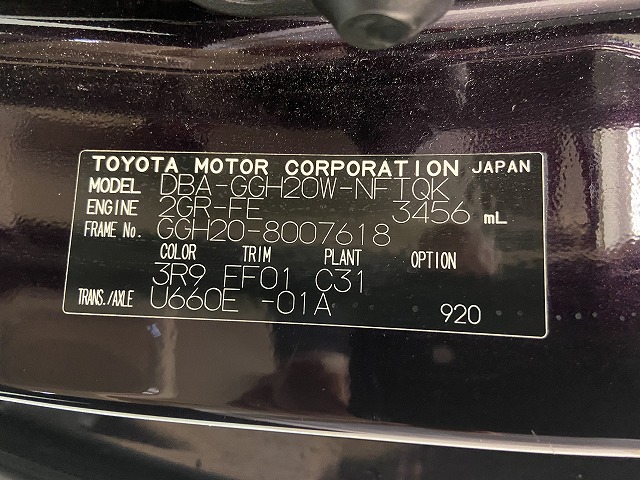 TOYOTA MOTOR CORPORATION JAPAN
MODEL DBA-GGH20W-NFTQK
ENGINE 2GR-FE 3456 mL
FRAME No. GGH20-8007618
COLOR TRIM PLANT OPTION
3R9 EF01 C31
TRANS./AXLE U660E -01A
920